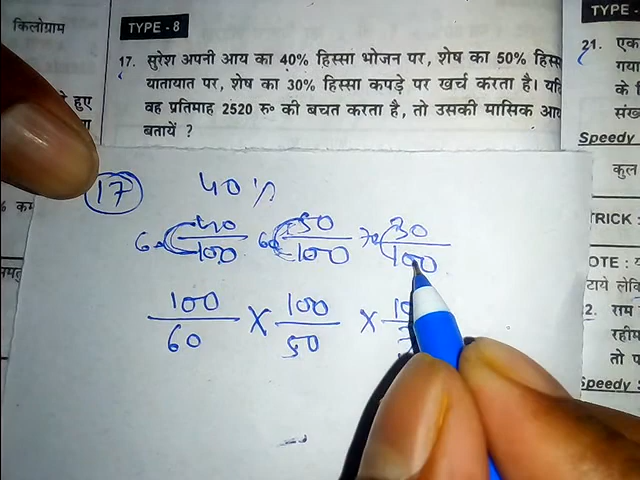 किलोग्राम
TYPE - 8
TYPE -
17. सुरेश अपनी आय का 40% हिस्सा भोजन पर, शेष का 50% हिस्स
यातायात पर, शेष का 30% हिस्सा कपड़े पर खर्च करता है। यदि
वह प्रतिमाह 2520 रु० की बचत करता है, तो उसकी मासिक आय
बतायें ?
21. एक
गया
के
संख्
Speedy
कुल
TRICK :
OTE : य
टाये लेकि
2. राम
रहीम
तो प
Speedy S
हुए
17 40 %
40 50 30
60 100 100 70 100
100 × 100 × 10
60 50